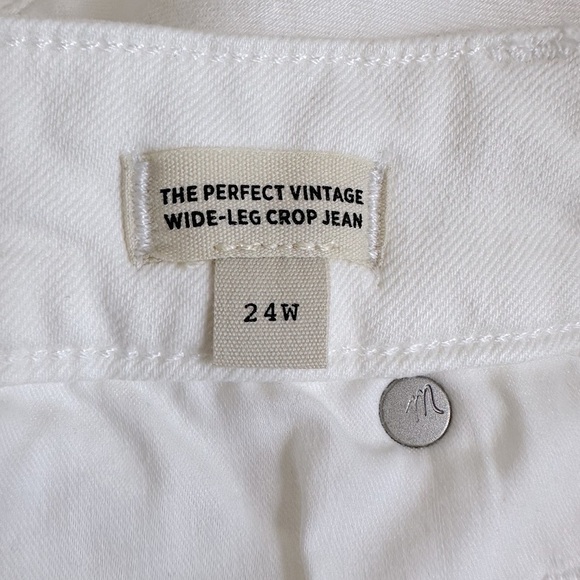 THE PERFECT VINTAGE
WIDE-LEG CROP JEAN
24W
m